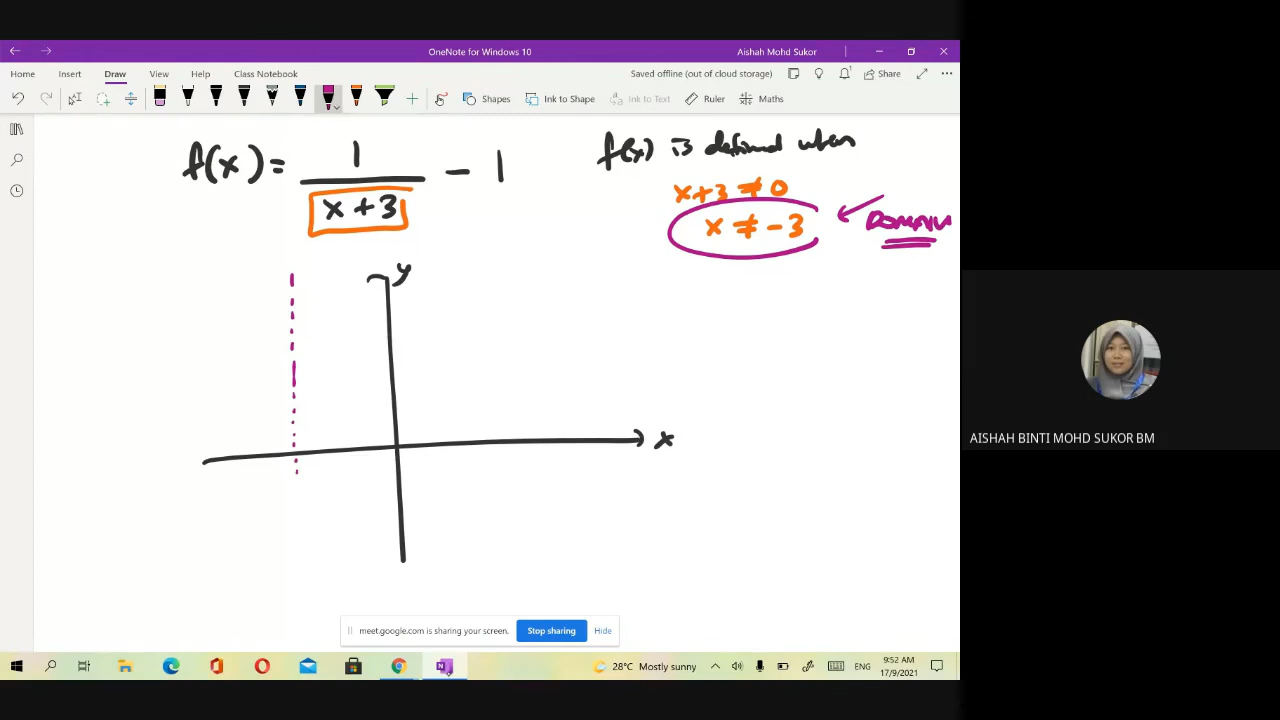 OneNote for Windows 10
Aishah Mohd Sukor
Home Insert Draw View Help Class Notebook
Saved offline (out of cloud storage)
Share
Shapes Ink to Shape Ink to Text Ruler Maths
f(x) = 1/(x + 3) - 1
f(x) is defined when
x + 3 ≠ 0
x ≠ -3
DOMAIN
y
x
AISHAH BINTI MOHD SUKOR BM
meet.google.com is sharing your screen. Stop sharing Hide
28°C Mostly sunny
ENG
9:52 AM
17/9/2021